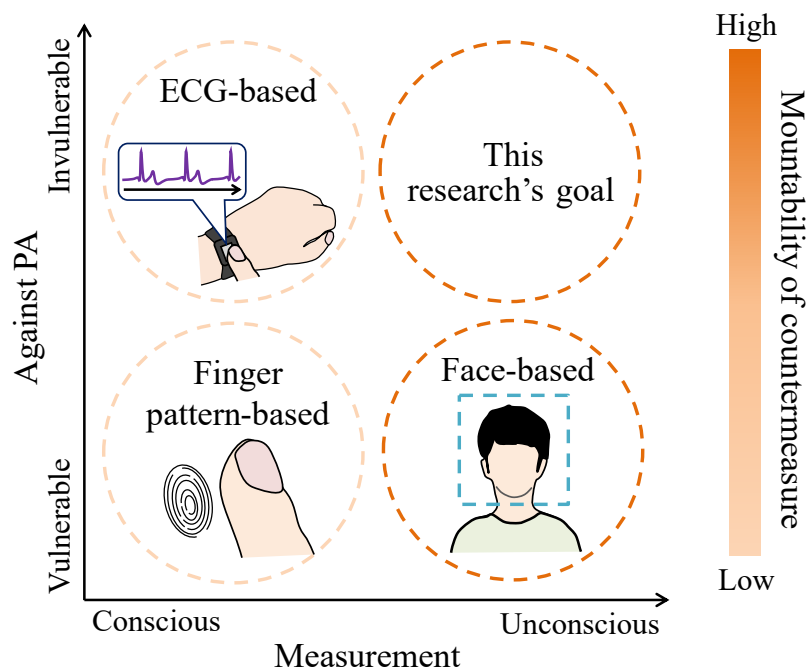 High
Invulnerable
ECG-based
This
research's goal
Mountability of countermeasure
Against PA
Finger
pattern-based
Face-based
Vulnerable
Low
Conscious
Unconscious
Measurement